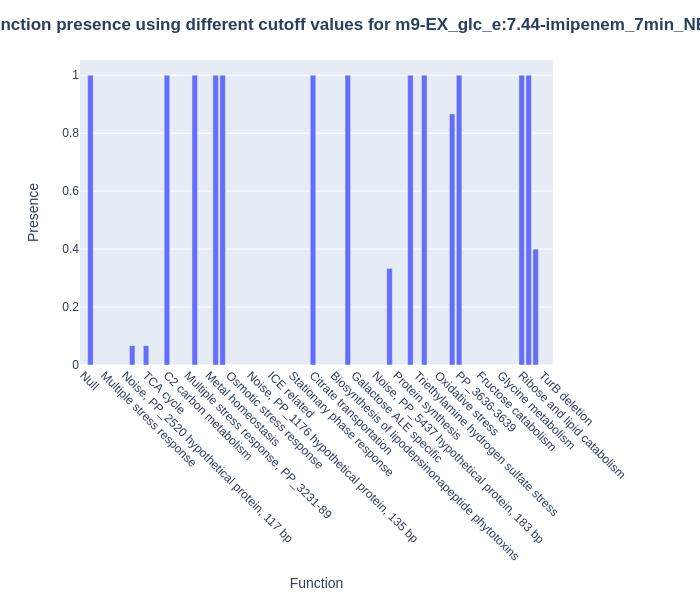 nction presence using different cutoff values for m9-EX_glc_e:7.44-imipenem_7min_NE
Presence
1
0.8
0.6
0.4
0.2
0
Null
Multiple stress response
Noise, PP_2520 hypothetical protein, 117 bp
TCA cycle
C2 carbon metabolism
Multiple stress response, PP_3231-89
Metal homeostasis
Osmotic stress response
Noise, PP_1176 hypothetical protein, 135 bp
ICE related
Stationary phase response
Citrate transportation
Biosynthesis of lipodepsinonapeptide phytotoxins
Galactose ALE specific
Noise, PP_5437 hypothetical protein, 183 bp
Protein synthesis
Triethylamine hydrogen sulfate stress
Oxidative stress
PP_3636-3639
Fructose catabolism
Glycine metabolism
Ribose and lipid catabolism
TurB deletion
Function